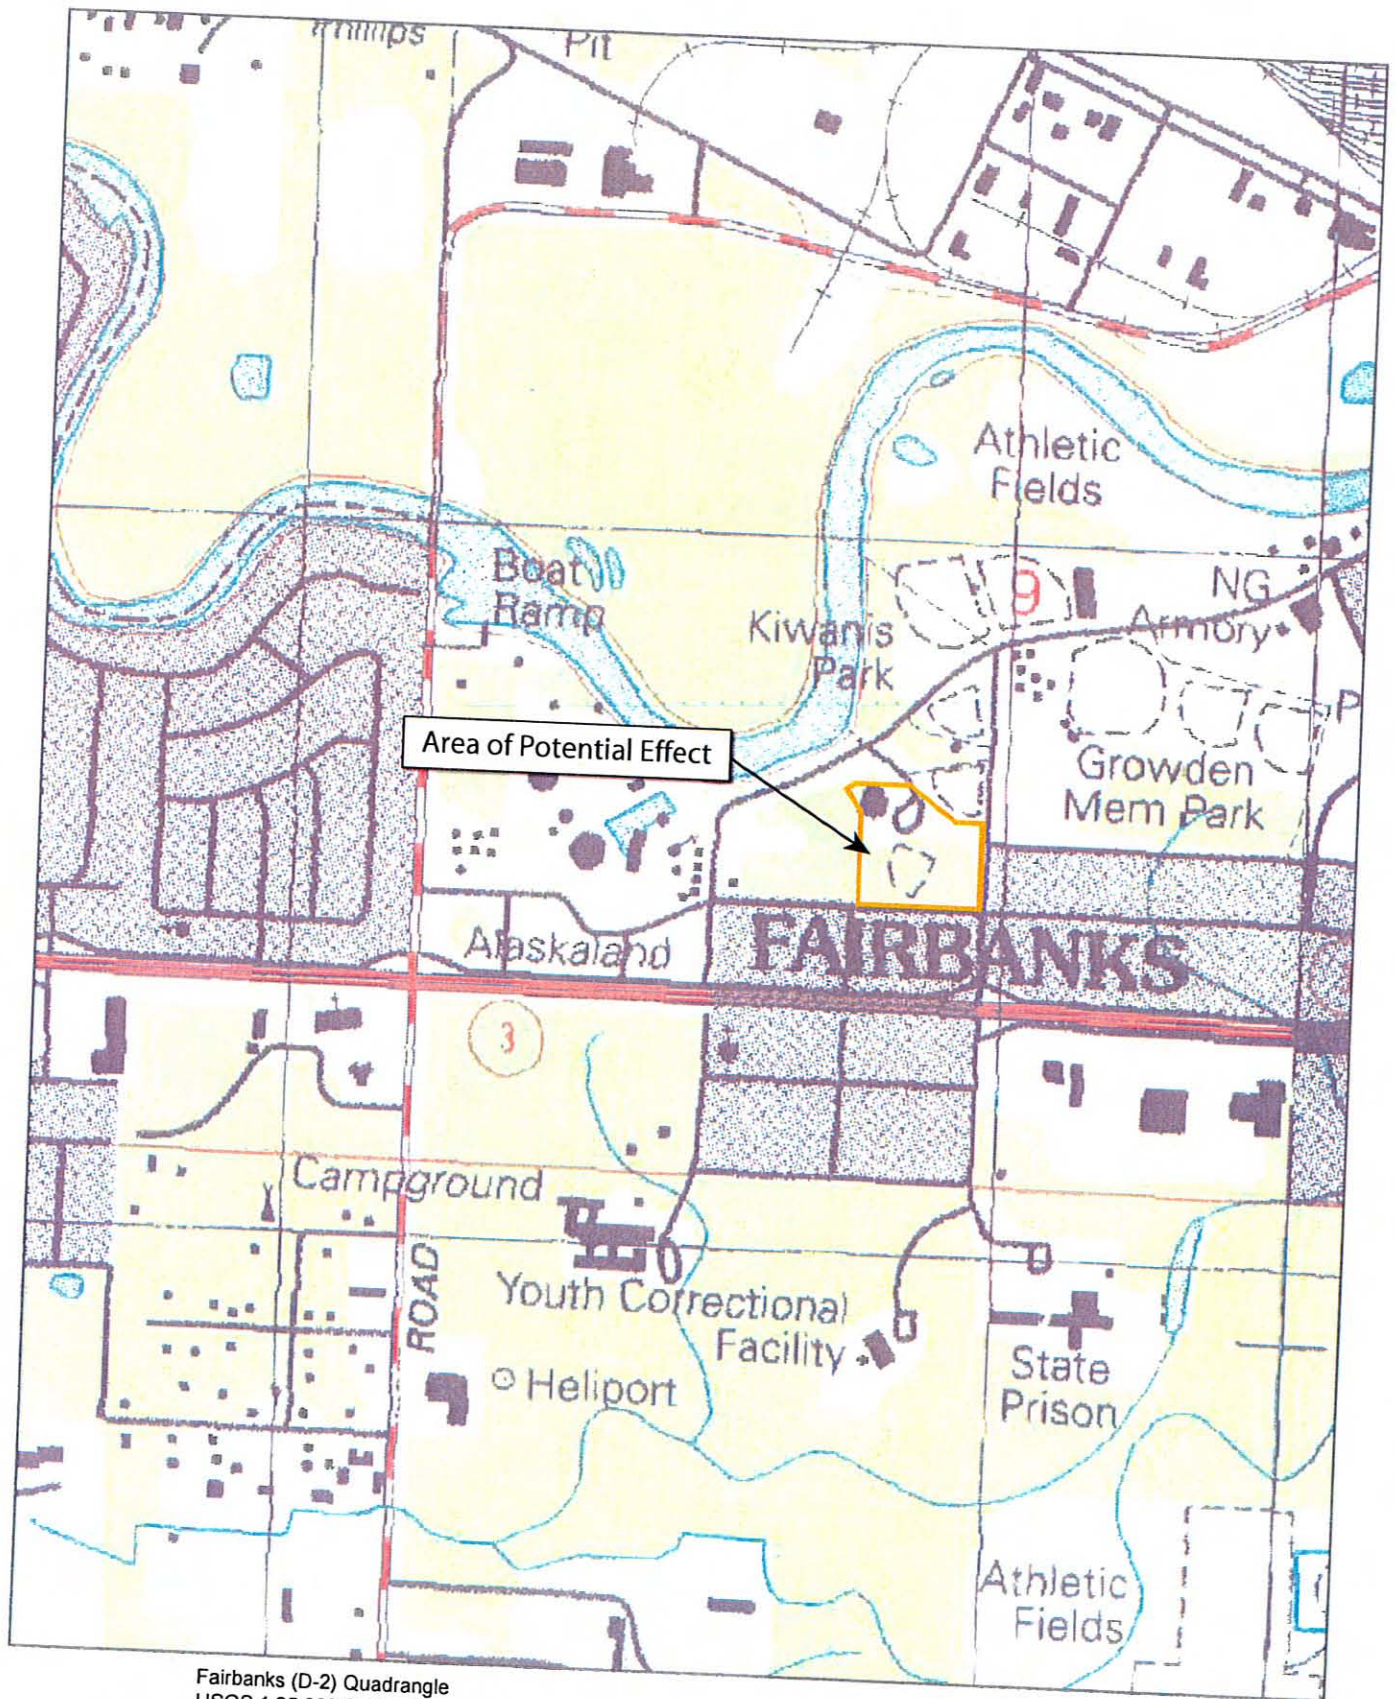 Phillips
Pit
Athletic
Fields
Boat
Ramp
9
NG
Armory
Kiwanis
Park
P
Area of Potential Effect
Growden
Mem Park
Alaskaland
FAIRBANKS
3
Campground
ROAD
Youth Correctional
Facility
Heliport
State
Prison
Athletic
Fields
Fairbanks (D-2) Quadrangle
USGS